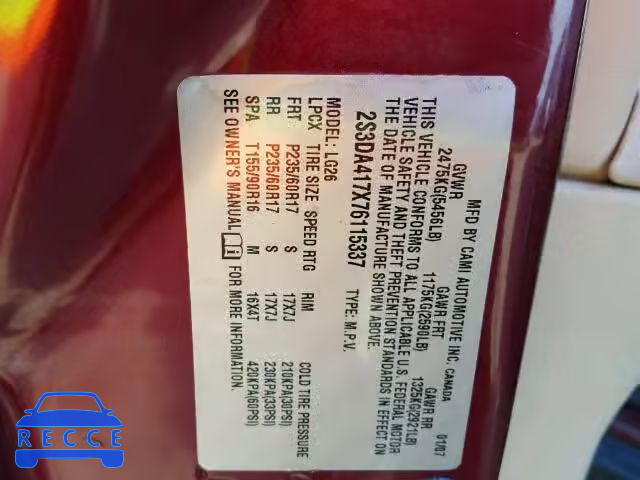 MFD BY CAMI AUTOMOTIVE INC. CANADA 01/07
GVWR GAWR FRT GAWR RR
2475KG(5456LB) 1175KG(2590LB) 1325KG(2921LB)
THIS VEHICLE CONFORMS TO ALL APPLICABLE U.S. FEDERAL MOTOR
VEHICLE SAFETY AND THEFT PREVENTION STANDARDS IN EFFECT ON
THE DATE OF MANUFACTURE SHOWN ABOVE.
2S3DA417X76115337 TYPE: M.P.V.
MODEL: LG26
LPCX TIRE SIZE SPEED RTG RIM COLD TIRE PRESSURE
FRT P235/60R17 S 17X7J 210KPA(30PSI)
RR P235/60R17 S 17X7J 230KPA(33PSI)
SPA T155/90R16 M 16X4T 420KPA(60PSI)
SEE OWNER'S MANUAL FOR MORE INFORMATION.
RECCE